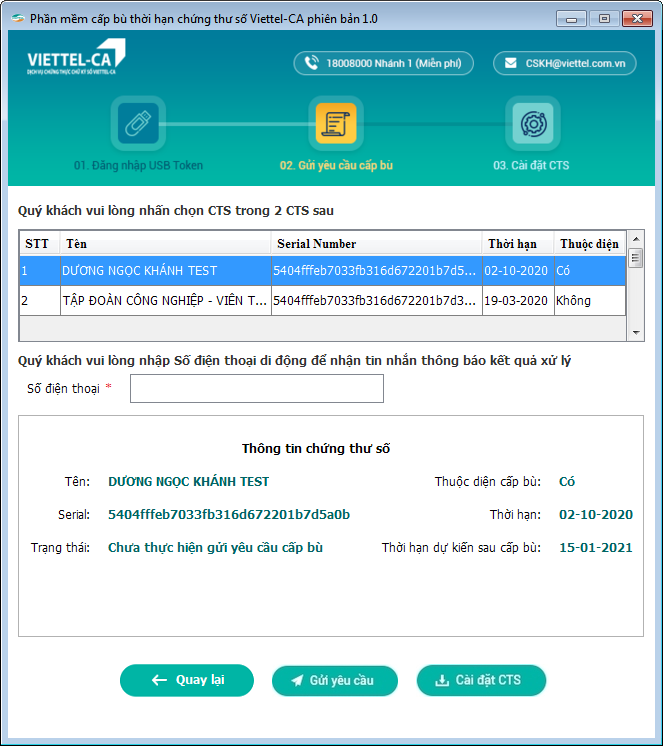 Phần mềm cấp bù thời hạn chứng thư số Viettel-CA phiên bản 1.0
VIETTEL-CA
DỊCH VỤ CHỨNG THỰC CHỮ KÝ SỐ VIETTEL-CA
18008000 Nhánh 1 (Miễn phí)
CSKH@viettel.com.vn
01. Đăng nhập USB Token
02. Gửi yêu cầu cấp bù
03. Cài đặt CTS
Quý khách vui lòng nhấn chọn CTS trong 2 CTS sau
STT Tên Serial Number Thời hạn Thuộc diện
1 DƯƠNG NGỌC KHÁNH TEST 5404fffeb7033fb316d672201b7d5... 02-10-2020 Có
2 TẬP ĐOÀN CÔNG NGHIỆP - VIÊN T... 5404fffeb7033fb316d672201b7d3... 19-03-2020 Không
Quý khách vui lòng nhập Số điện thoại di động để nhận tin nhắn thông báo kết quả xử lý
Số điện thoại *
Thông tin chứng thư số
Tên: DƯƠNG NGỌC KHÁNH TEST Thuộc diện cấp bù: Có
Serial: 5404fffeb7033fb316d672201b7d5a0b Thời hạn: 02-10-2020
Trạng thái: Chưa thực hiện gửi yêu cầu cấp bù Thời hạn dự kiến sau cấp bù: 15-01-2021
Quay lại
Gửi yêu cầu
Cài đặt CTS